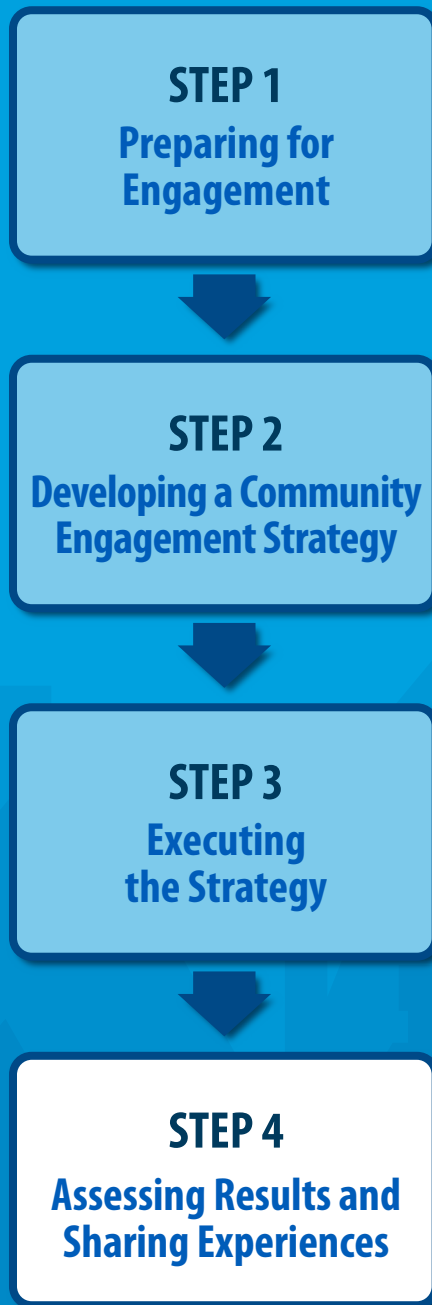 STEP 1
Preparing for
Engagement
STEP 2
Developing a Community
Engagement Strategy
STEP 3
Executing
the Strategy
STEP 4
Assessing Results and
Sharing Experiences